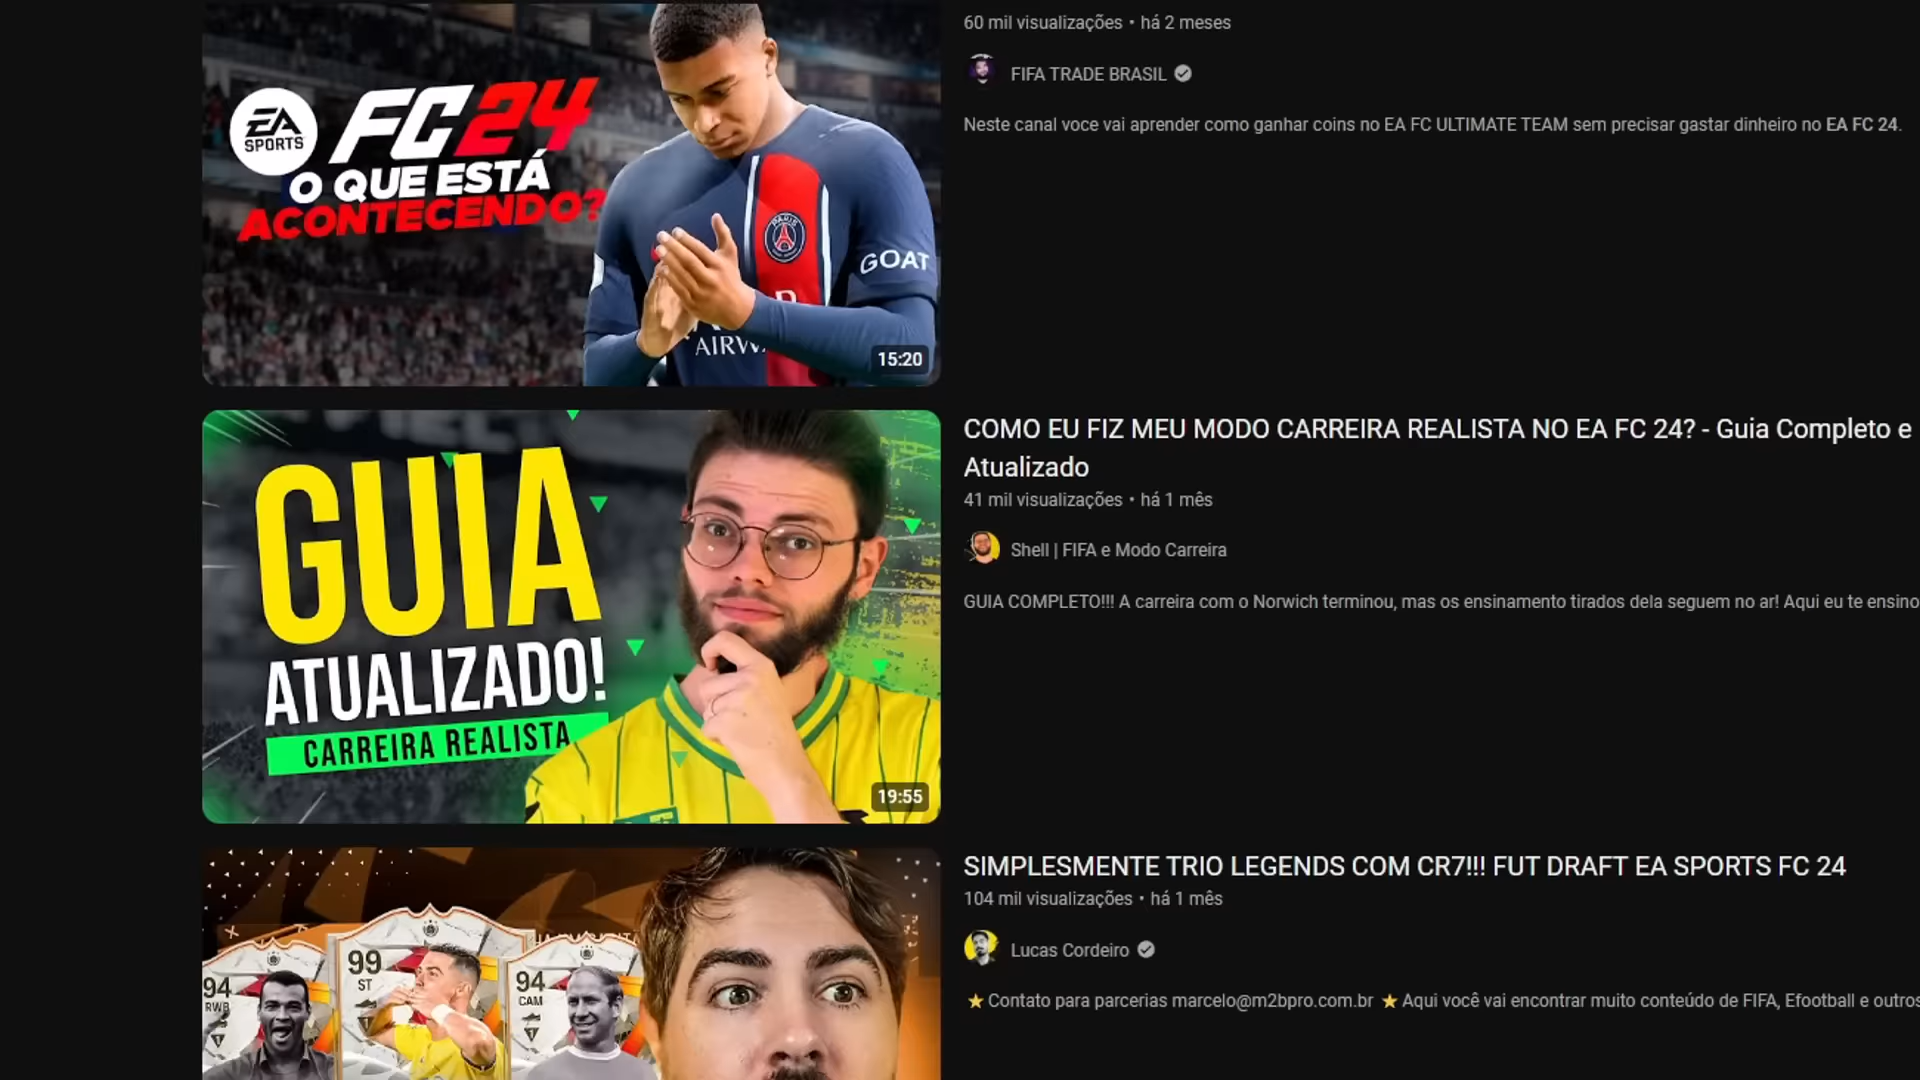 60 mil visualizações • há 2 meses
FIFA TRADE BRASIL
Neste canal voce vai aprender como ganhar coins no EA FC ULTIMATE TEAM sem precisar gastar dinheiro no EA FC 24.
EA
SPORTS
FC 24
O QUE ESTÁ
ACONTECENDO?
PARIS
GOAT
AIRW
15:20
COMO EU FIZ MEU MODO CARREIRA REALISTA NO EA FC 24? - Guia Completo e
Atualizado
41 mil visualizações • há 1 mês
Shell | FIFA e Modo Carreira
GUIA COMPLETO!!! A carreira com o Norwich terminou, mas os ensinamento tirados dela seguem no ar! Aqui eu te ensino
GUIA
ATUALIZADO!
CARREIRA REALISTA
19:55
SIMPLESMENTE TRIO LEGENDS COM CR7!!! FUT DRAFT EA SPORTS FC 24
104 mil visualizações • há 1 mês
Lucas Cordeiro
⭐ Contato para parcerias marcelo@m2bpro.com.br ⭐ Aqui você vai encontrar muito conteúdo de FIFA, Efootball e outros
94
RWB
99
ST
94
CAM